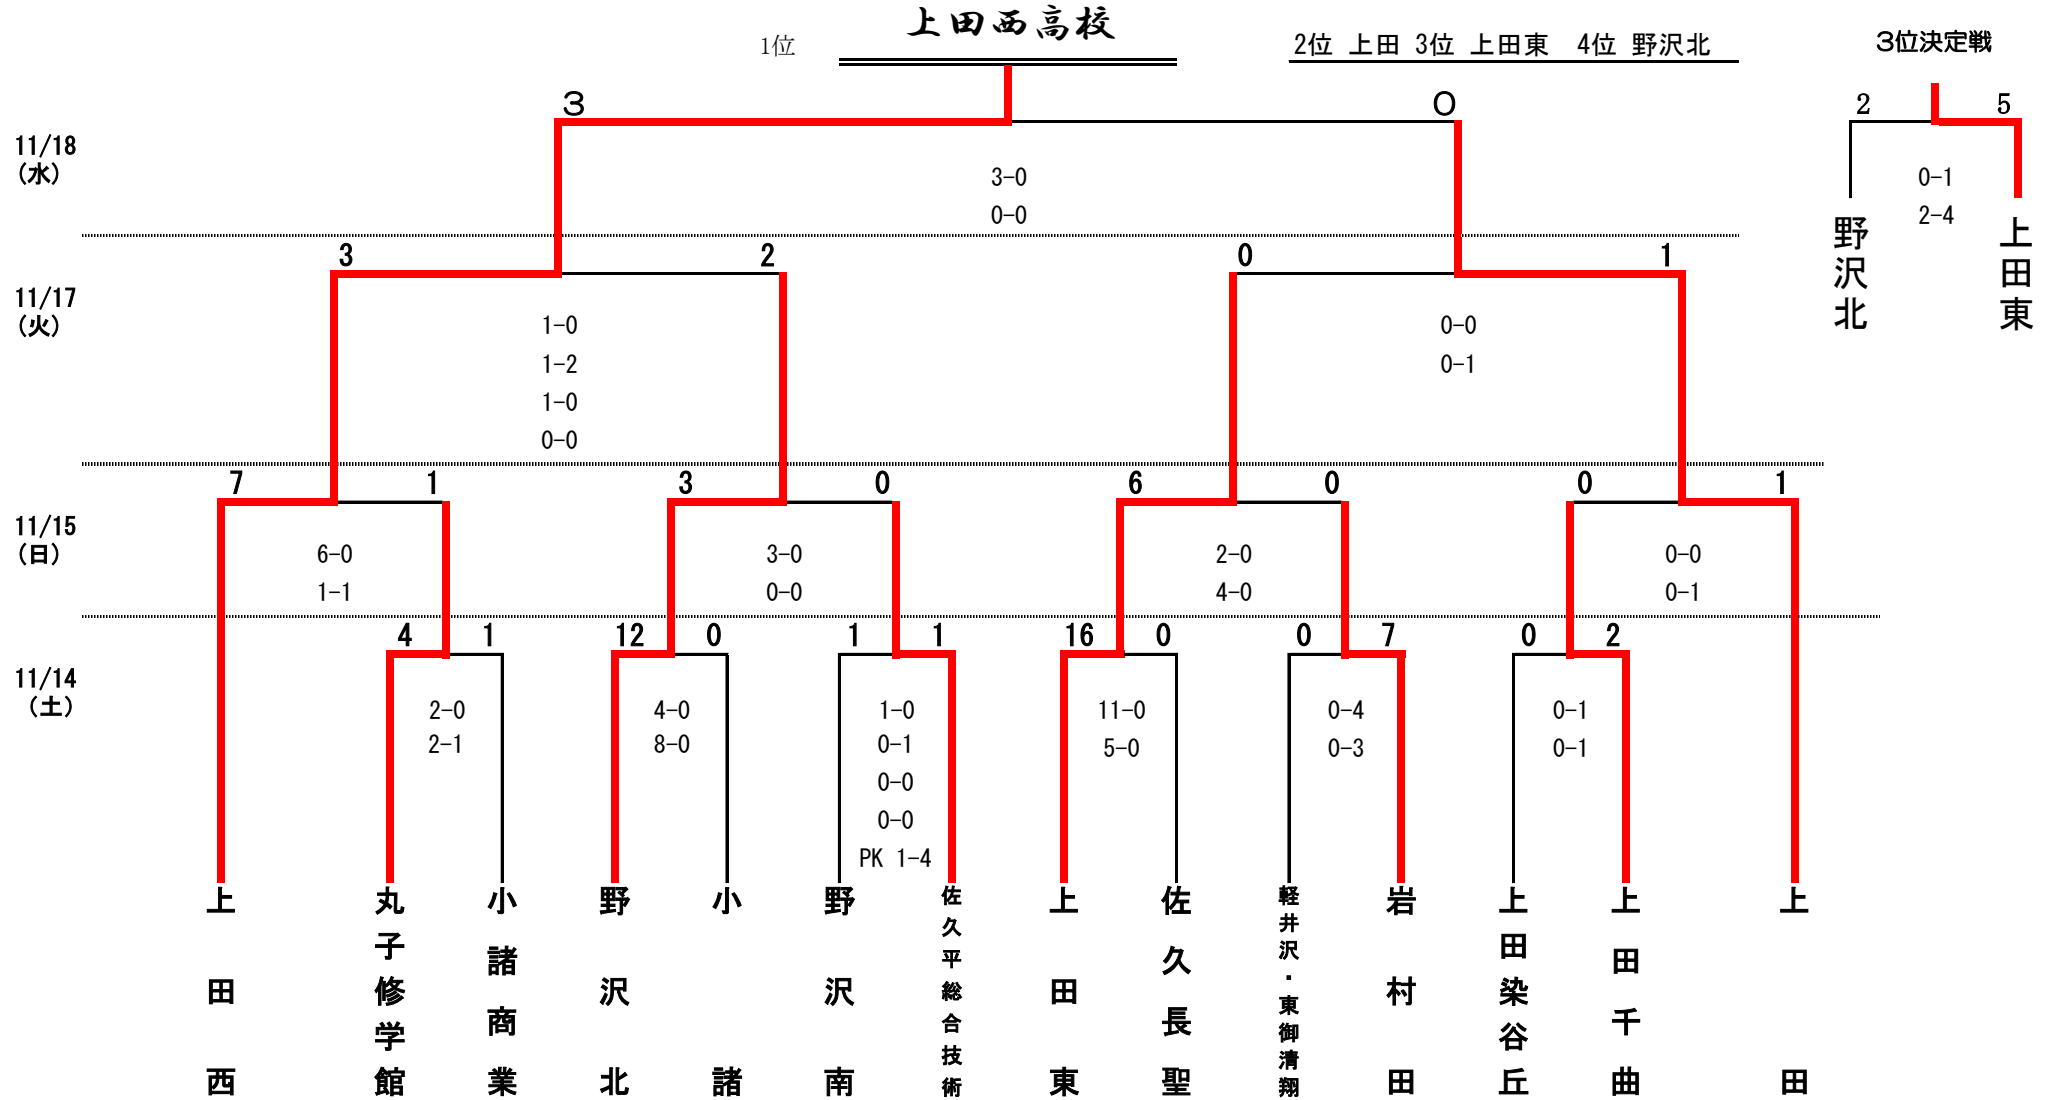 上田西高校
1位
2位 上田 3位 上田東 4位 野沢北
3位決定戦
3 0
2 5
11/18
(水)
3-0
0-0
0-1
2-4
野沢北
上田東
3 2 0 1
11/17
(火)
1-0
1-2
1-0
0-0
0-0
0-1
7 1 3 0 6 0 0 1
11/15
(日)
6-0
1-1
3-0
0-0
2-0
4-0
0-0
0-1
4 1 12 0 1 1 16 0 0 7 0 2
11/14
(土)
2-0
2-1
4-0
8-0
1-0
0-1
0-0
0-0
PK 1-4
11-0
5-0
0-4
0-3
0-1
0-1
上田西
丸子修学館
小諸商業
野沢北
小諸
野沢南
佐久平総合技術
上田東
佐久長聖
軽井沢・東御清翔
岩村田
上田染谷丘
上田千曲
上田